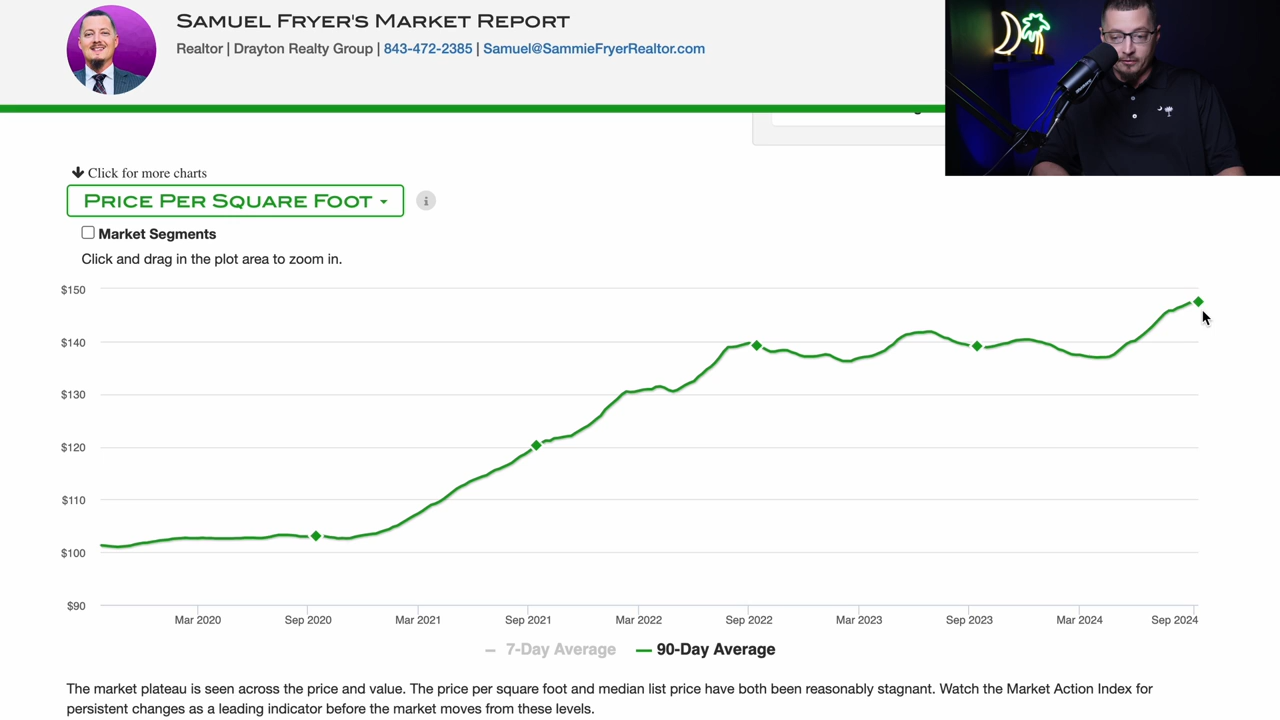 SAMUEL FRYER'S MARKET REPORT
Realtor | Drayton Realty Group | 843-472-2385 | Samuel@SammieFryerRealtor.com
Click for more charts
PRICE PER SQUARE FOOT
Market Segments
Click and drag in the plot area to zoom in.
$150
$140
$130
$120
$110
$100
$90
Mar 2020 Sep 2020 Mar 2021 Sep 2021 Mar 2022 Sep 2022 Mar 2023 Sep 2023 Mar 2024 Sep 2024
7-Day Average 90-Day Average
The market plateau is seen across the price and value. The price per square foot and median list price have both been reasonably stagnant. Watch the Market Action Index for
persistent changes as a leading indicator before the market moves from these levels.